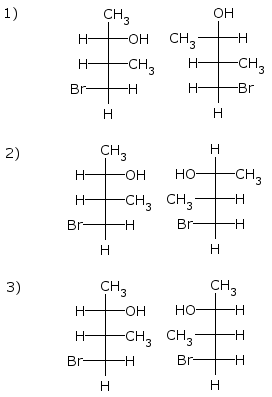 1) CH3 OH
H OH CH3 H
H CH3 H CH3
Br H H Br
H H
2) CH3 H
H OH HO CH3
H CH3 CH3 H
Br H Br H
H H
3) CH3 CH3
H OH HO H
H CH3 CH3 H
Br H Br H
H H